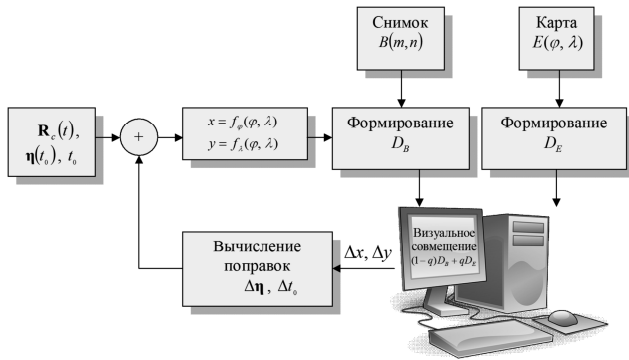 Снимок
B(m,n)
Карта
E(φ, λ)
R_c(t),
η(t₀), t₀
+
x = f_φ(φ, λ)
y = f_λ(φ, λ)
Формирование
D_B
Формирование
D_E
Визуальное
совмещение
(1−q)D_B + qD_E
Δx, Δy
Вычисление
поправок
Δη , Δt₀